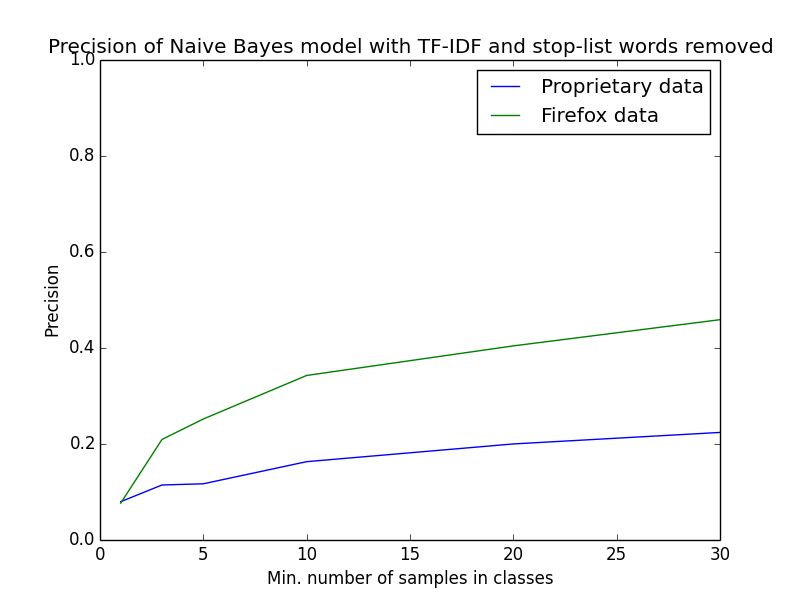 Precision of Naive Bayes model with TF-IDF and stop-list words removed
1.0
Proprietary data
Firefox data
0.8
0.6
Precision
0.4
0.2
0.0
0 5 10 15 20 25 30
Min. number of samples in classes